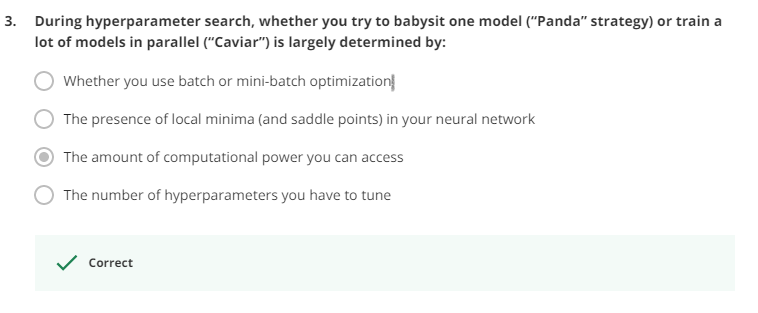 3. During hyperparameter search, whether you try to babysit one model (“Panda” strategy) or train a
lot of models in parallel (“Caviar”) is largely determined by:
Whether you use batch or mini-batch optimization
The presence of local minima (and saddle points) in your neural network
The amount of computational power you can access
The number of hyperparameters you have to tune
Correct